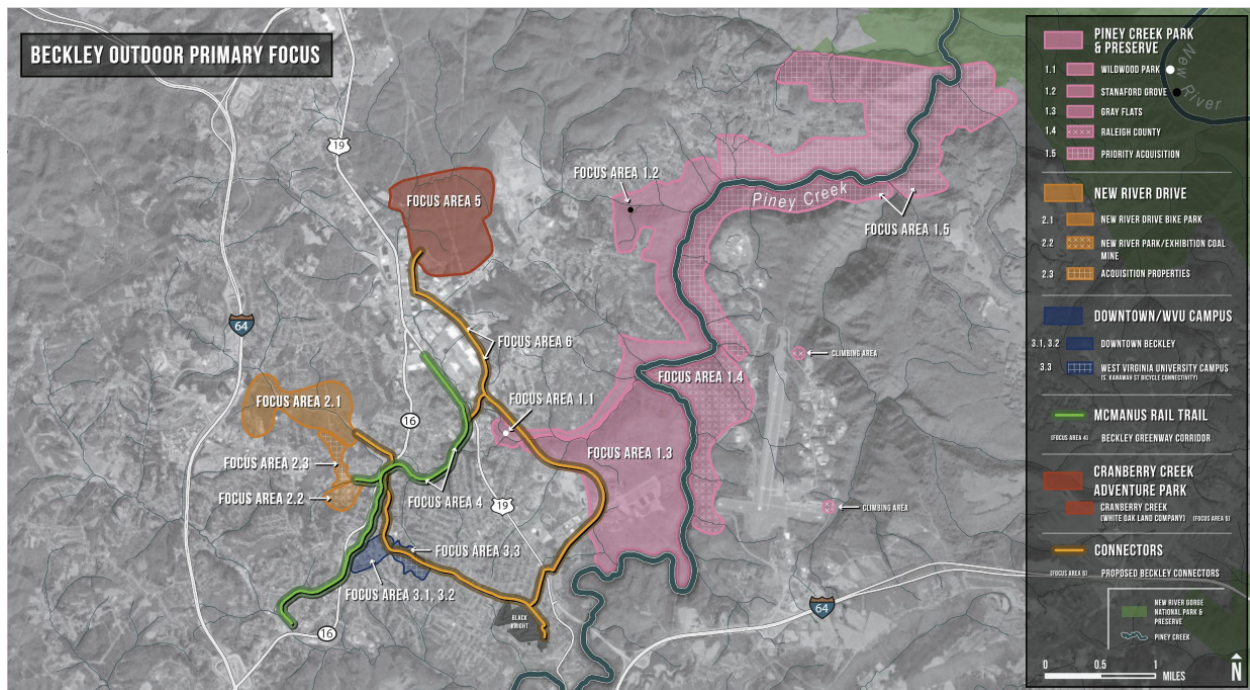 BECKLEY OUTDOOR PRIMARY FOCUS
19
FOCUS AREA 5
FOCUS AREA 1.2
Piney Creek
FOCUS AREA 1.5
64
FOCUS AREA 6
CLIMBING AREA
FOCUS AREA 1.4
FOCUS AREA 2.1
FOCUS AREA 1.1
16
FOCUS AREA 1.3
FOCUS AREA 2.3
FOCUS AREA 2.2
FOCUS AREA 4
19
CLIMBING AREA
FOCUS AREA 3.3
FOCUS AREA 3.1, 3.2
64
BLACK
KNIGHT
16
PINEY CREEK PARK
& PRESERVE
New
River
1.1 WILDWOOD PARK
1.2 STANAFORD GROVE
1.3 GRAY FLATS
1.4 RALEIGH COUNTY
1.5 PRIORITY ACQUISITION
NEW RIVER DRIVE
2.1 NEW RIVER DRIVE BIKE PARK
2.2 NEW RIVER PARK/EXHIBITION COAL
MINE
2.3 ACQUISITION PROPERTIES
DOWNTOWN/WVU CAMPUS
3.1, 3.2 DOWNTOWN BECKLEY
3.3 WEST VIRGINIA UNIVERSITY CAMPUS
(S. KANAWAH ST BICYCLE CONNECTIVITY)
MCMANUS RAIL TRAIL
(FOCUS AREA 4) BECKLEY GREENWAY CORRIDOR
CRANBERRY CREEK
ADVENTURE PARK
CRANBERRY CREEK
(WHITE OAK LAND COMPANY) (FOCUS AREA 5)
CONNECTORS
(FOCUS AREA 6) PROPOSED BECKLEY CONNECTORS
NEW RIVER GORGE
NATIONAL PARK &
PRESERVE
PINEY CREEK
0 0.5 1
MILES
N